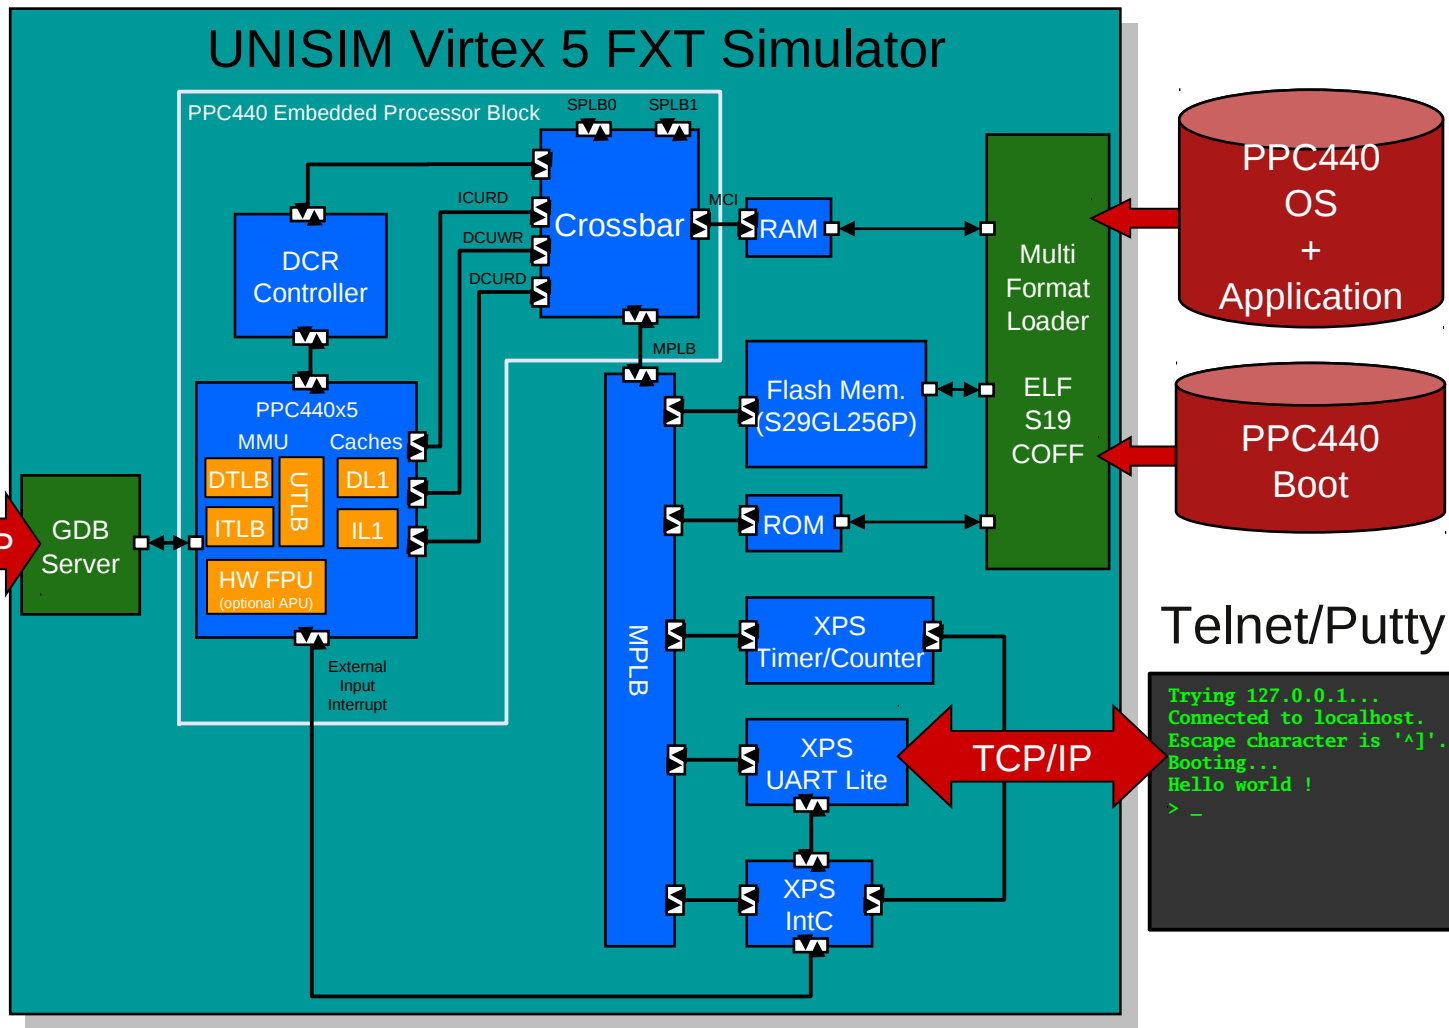 UNISIM Virtex 5 FXT Simulator
PPC440 Embedded Processor Block
SPLB0
SPLB1
Crossbar
ICURD
DCUWR
DCURD
MCI
RAM
DCR
Controller
MPLB
PPC440x5
MMU
Caches
DTLB
UTLB
DL1
ITLB
IL1
HW FPU
(optional APU)
External
Input
Interrupt
GDB
Server
P
MPLB
Flash Mem.
(S29GL256P)
ROM
XPS
Timer/Counter
XPS
UART Lite
XPS
IntC
Multi
Format
Loader
ELF
S19
COFF
PPC440
OS
+
Application
PPC440
Boot
TCP/IP
Telnet/Putty
Trying 127.0.0.1...
Connected to localhost.
Escape character is '^]'.
Booting...
Hello world !
> _